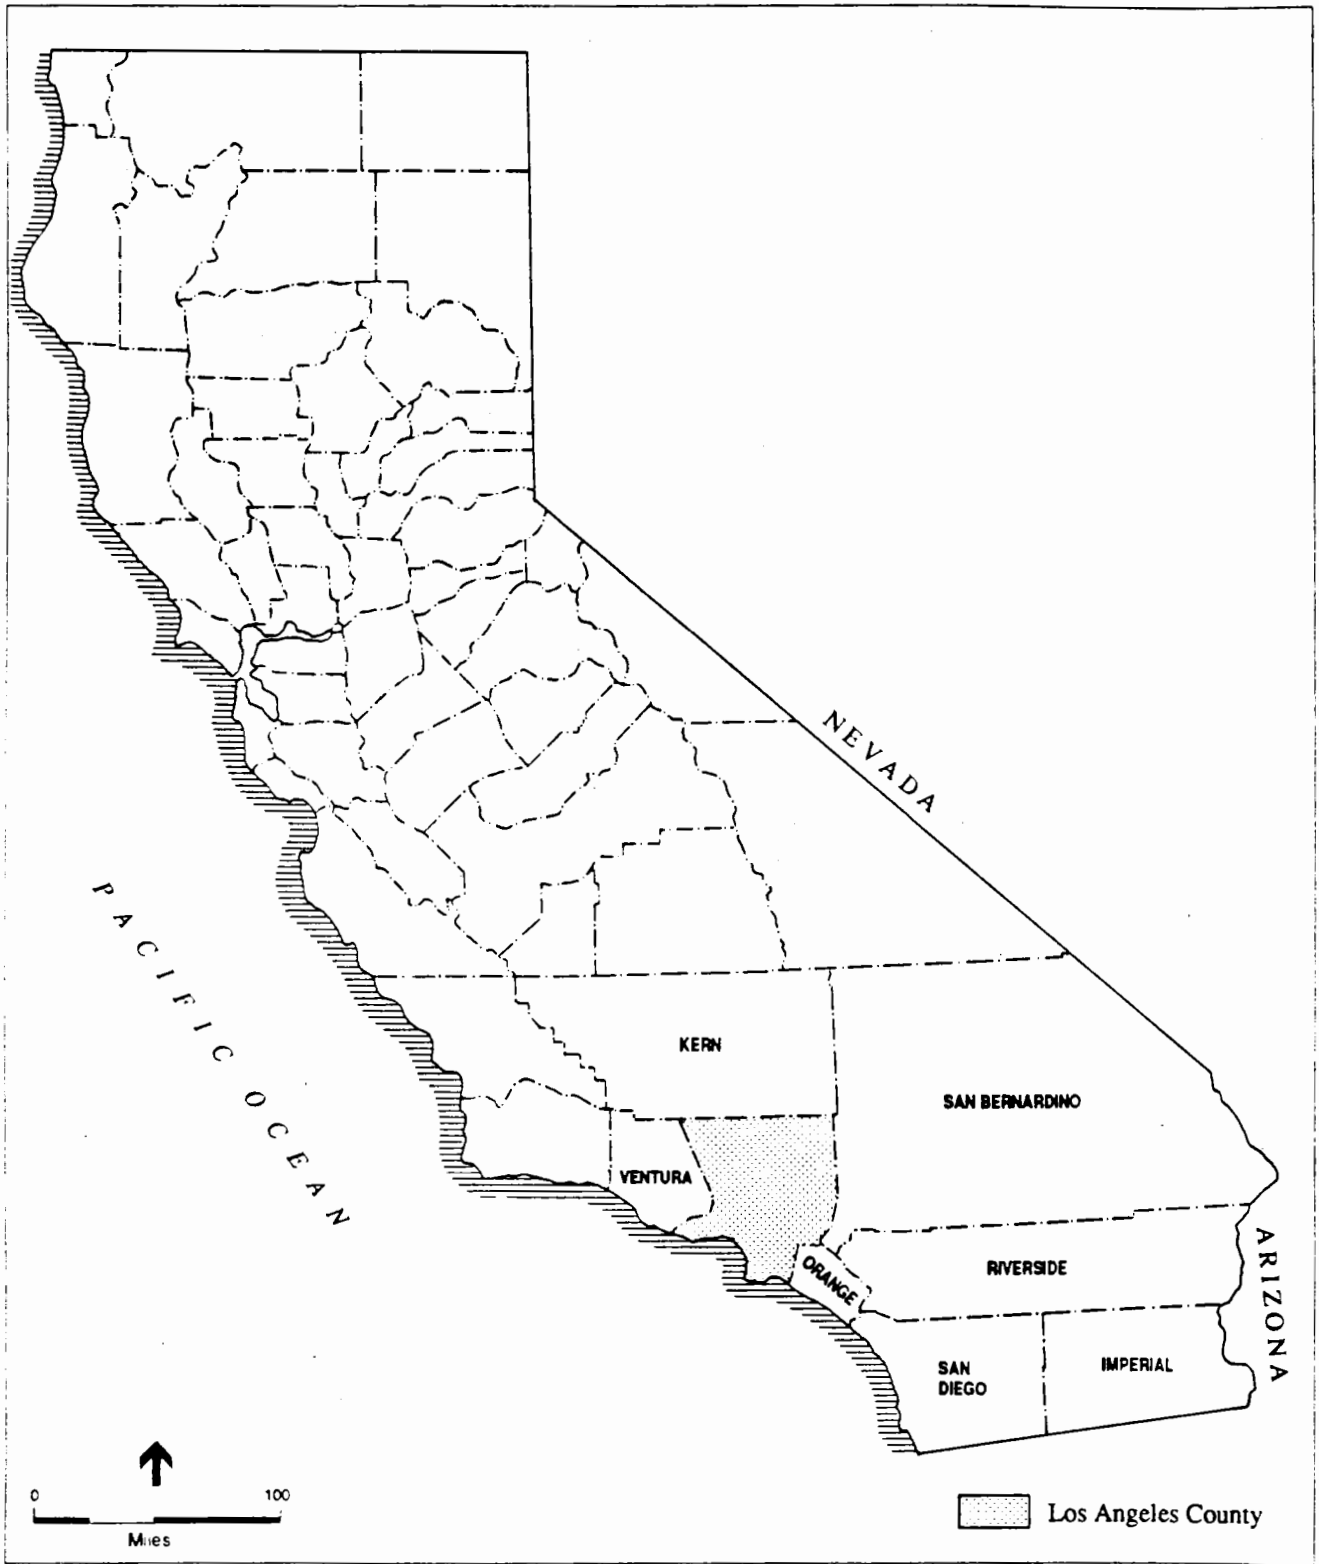 NEVADA
PACIFIC OCEAN
KERN
SAN BERNARDINO
VENTURA
ARIZONA
ORANGE
RIVERSIDE
SAN
DIEGO
IMPERIAL
0 100
Miles
Los Angeles County